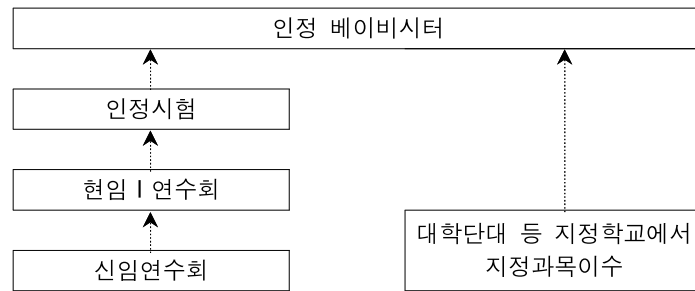 인정 베이비시터
인정시험
현임 I 연수회
신임연수회
대학단대 등 지정학교에서
지정과목이수